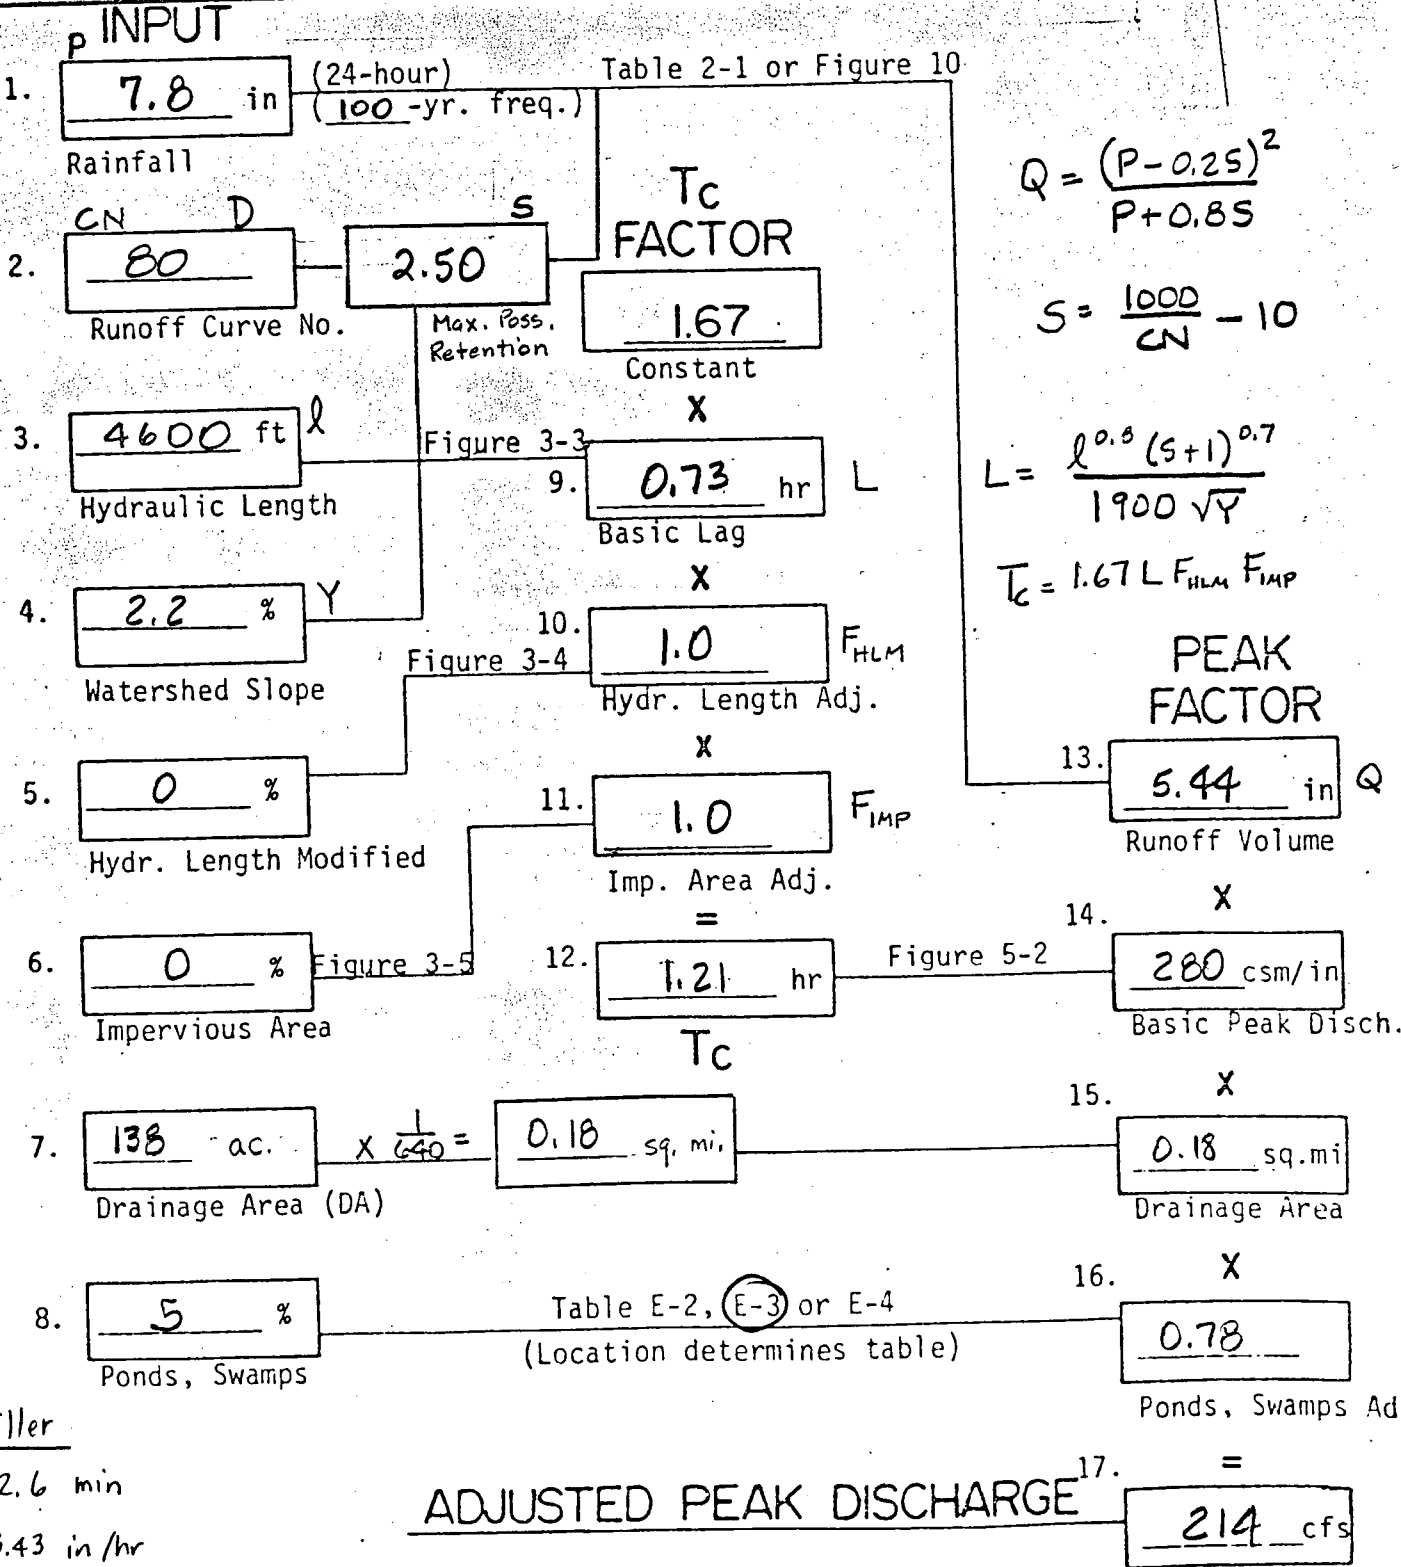 P INPUT
1. 7.8 in (24-hour) Table 2-1 or Figure 10
(100-yr. freq.)
Rainfall
Q = (P-0.2S)² / P+0.8S
CN D S
Tc FACTOR
2. 80 2.50
Runoff Curve No.
Max. Poss. Retention
1.67
Constant
S = 1000/CN - 10
X
3. 4600 ft l
Hydraulic Length
Figure 3-3
9. 0.73 hr L
Basic Lag
L = l^0.8 (S+1)^0.7 / 1900 √Y
Tc = 1.67 L F_HLM F_IMP
X
4. 2.2 % Y
Watershed Slope
Figure 3-4
10. 1.0 F_HLM
Hydr. Length Adj.
PEAK FACTOR
X
5. 0 %
Hydr. Length Modified
11. 1.0 F_IMP
Imp. Area Adj.
13. 5.44 in Q
Runoff Volume
=
X
6. 0 % Figure 3-5
Impervious Area
12. 1.21 hr Figure 5-2
Tc
14. 280 csm/in
Basic Peak Disch.
X
7. 138 ac. X 1/640 = 0.18 sq. mi.
Drainage Area (DA)
15. 0.18 sq.mi
Drainage Area
X
8. 5 %
Ponds, Swamps
Table E-2, E-3 or E-4
(Location determines table)
16. 0.78
Ponds, Swamps Ad
ller
2.6 min
.43 in/hr
=
ADJUSTED PEAK DISCHARGE 17. 214 cfs